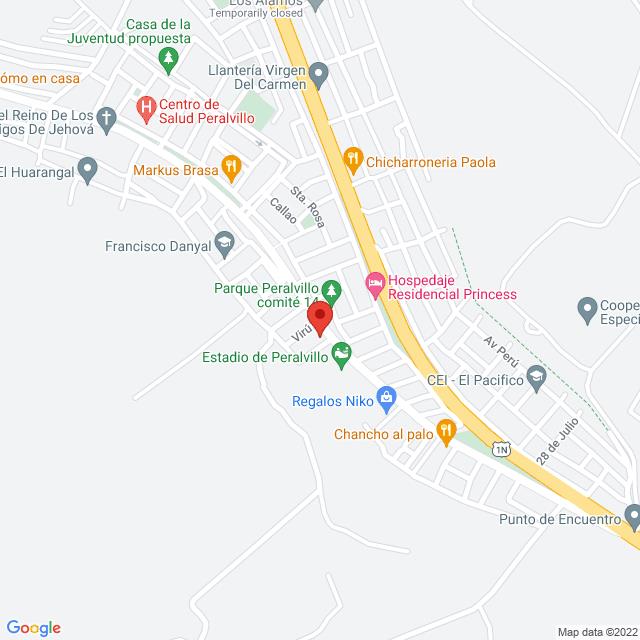 Los Alamos
Temporarily closed
Casa de la
Juventud propuesta
Llantería Virgen
Del Carmen
ómo en casa
Centro de
Salud Peralvillo
el Reino De Los
igos De Jehová
Chicharroneria Paola
Markus Brasa
El Huarangal
Sta. Rosa
Callao
Francisco Danyal
Hospedaje
Residencial Princess
Parque Peralvillo
comité 14
Coope
Especi
Virú
Av Perú
Estadio de Peralvillo
CEI - El Pacifico
Regalos Niko
Chancho al palo
28 de Julio
1N
Punto de Encuentro
Google
Map data ©2022